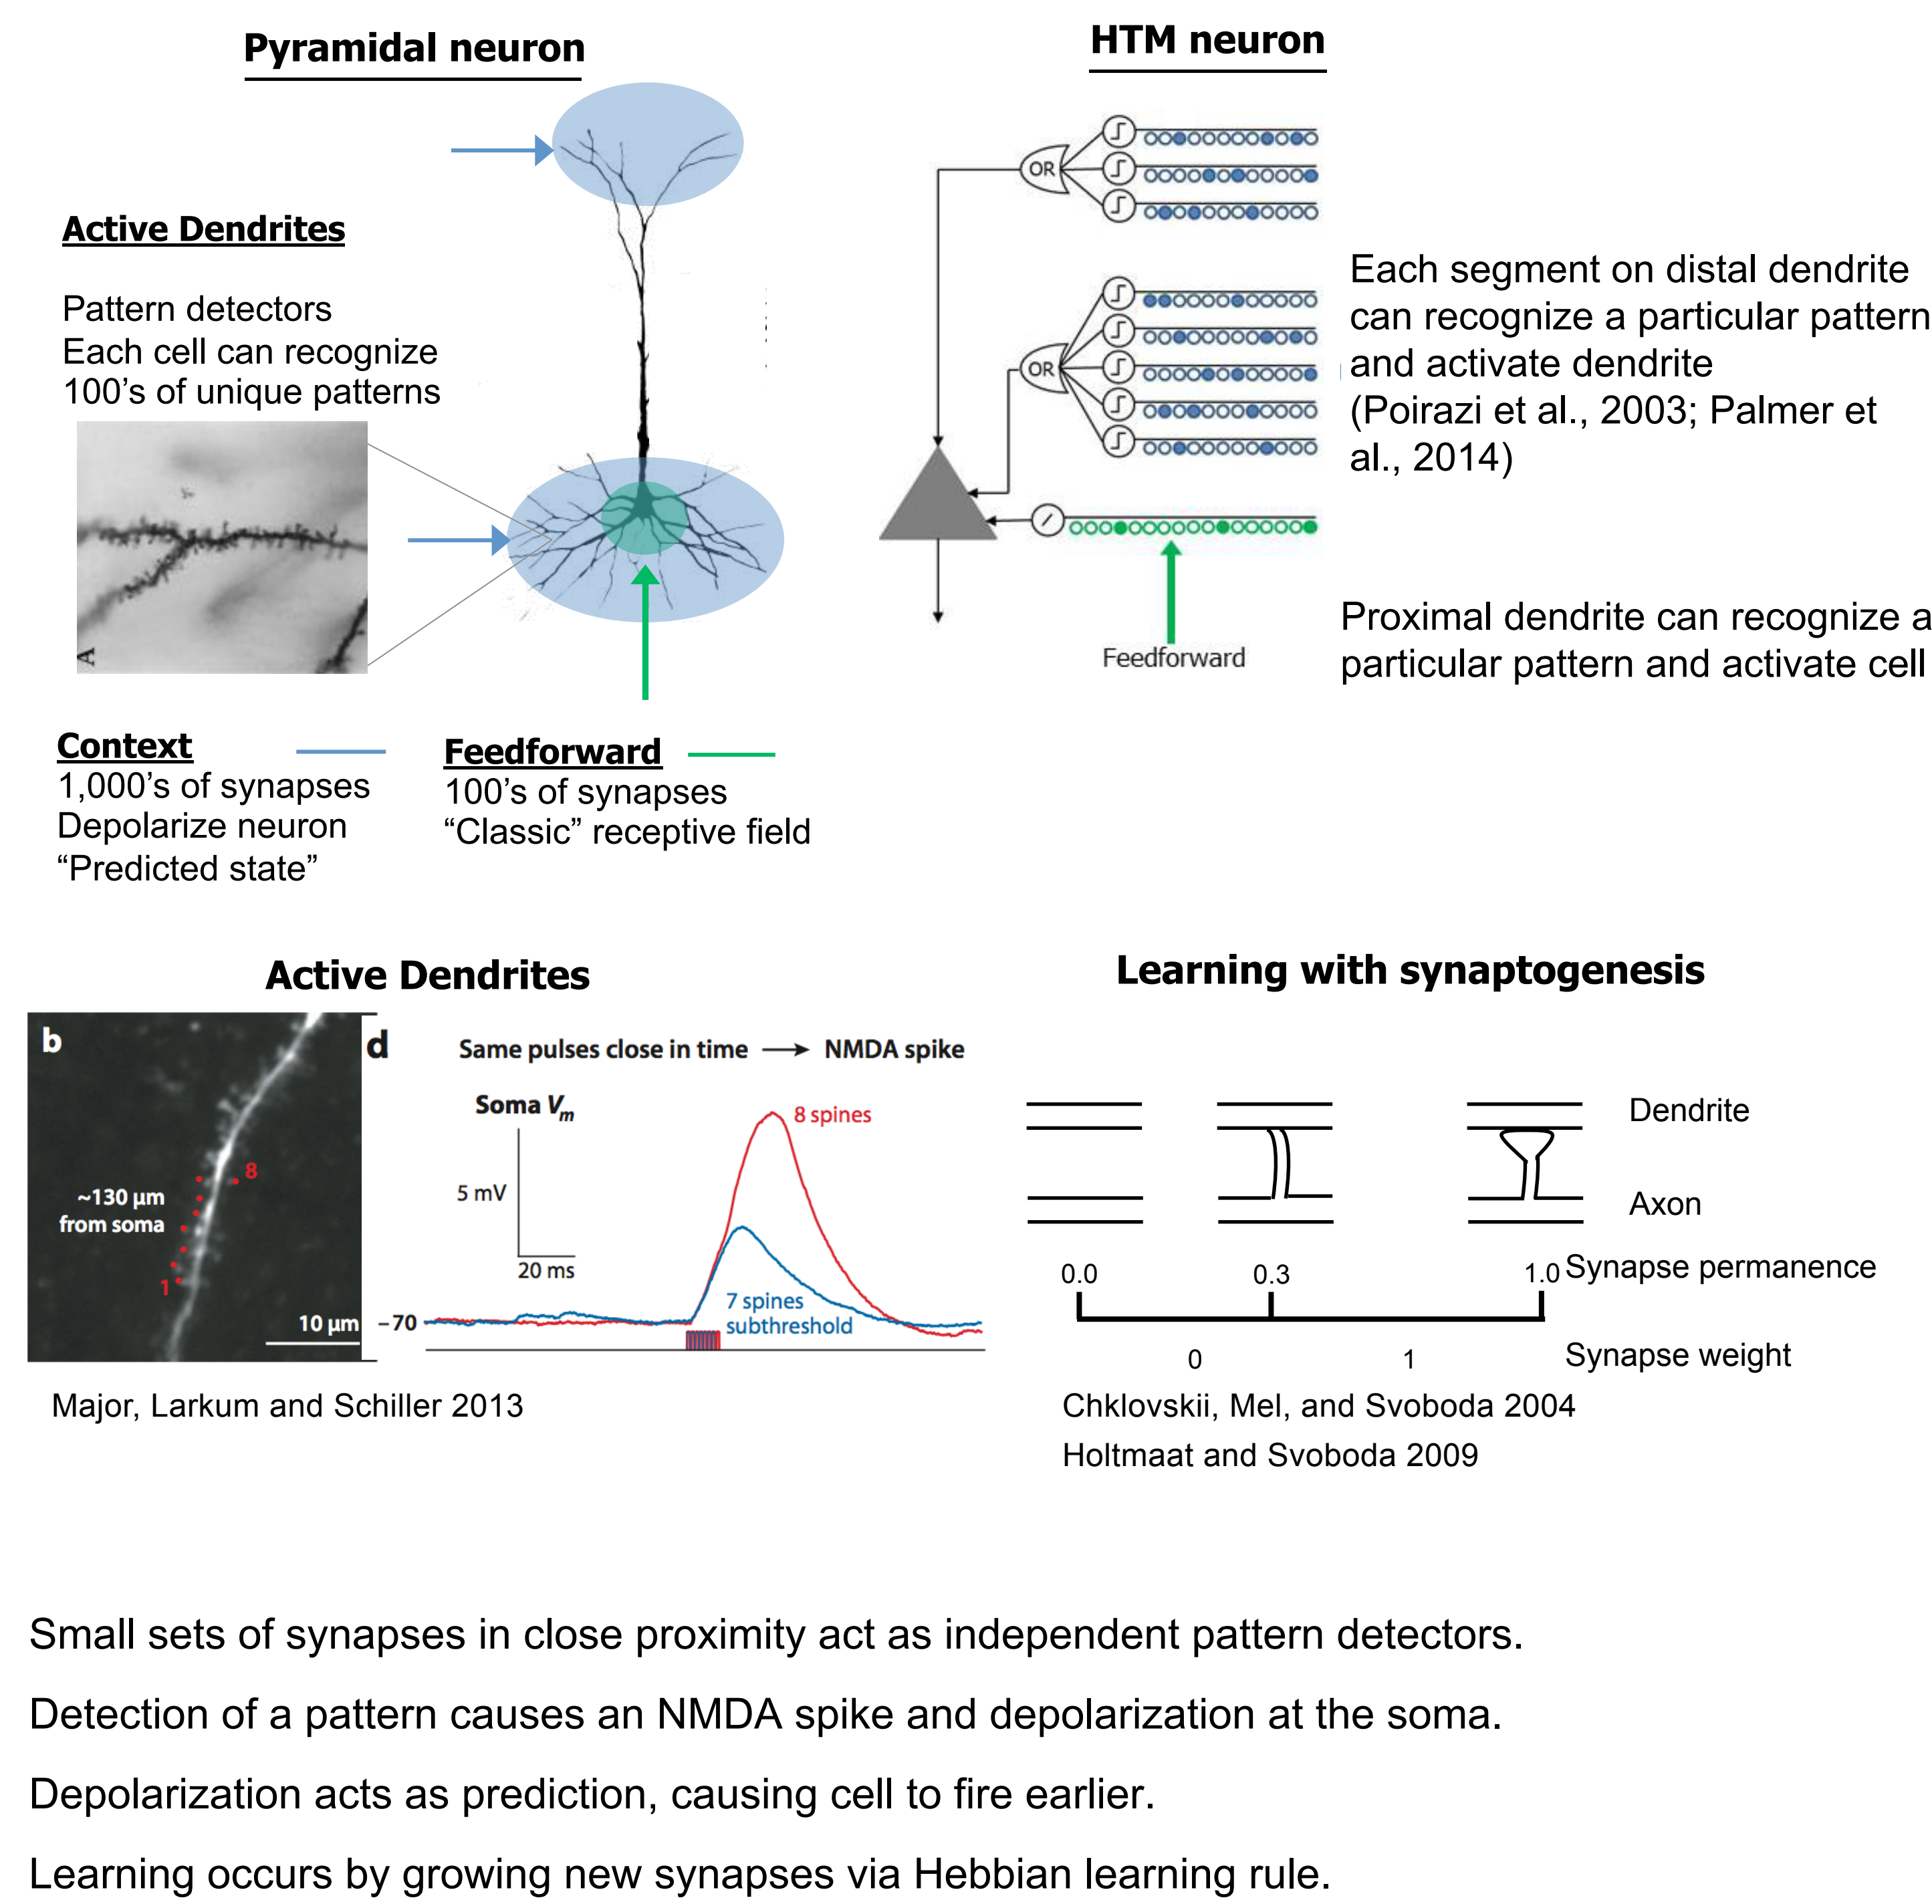 Pyramidal neuron
HTM neuron
OR
OR
Active Dendrites
Pattern detectors
Each cell can recognize
100’s of unique patterns
A
Each segment on distal dendrite
can recognize a particular pattern
and activate dendrite
(Poirazi et al., 2003; Palmer et
al., 2014)
Feedforward
Proximal dendrite can recognize a
particular pattern and activate cell
Context
1,000’s of synapses
Depolarize neuron
“Predicted state”
Feedforward
100’s of synapses
“Classic” receptive field
Active Dendrites
b
8
~130 µm
from soma
1
10 µm
d
Same pulses close in time → NMDA spike
Soma Vm
5 mV
20 ms
8 spines
7 spines
subthreshold
–70
Major, Larkum and Schiller 2013
Learning with synaptogenesis
Dendrite
Axon
0.0 0.3 1.0 Synapse permanence
0 1 Synapse weight
Chklovskii, Mel, and Svoboda 2004
Holtmaat and Svoboda 2009
Small sets of synapses in close proximity act as independent pattern detectors.
Detection of a pattern causes an NMDA spike and depolarization at the soma.
Depolarization acts as prediction, causing cell to fire earlier.
Learning occurs by growing new synapses via Hebbian learning rule.